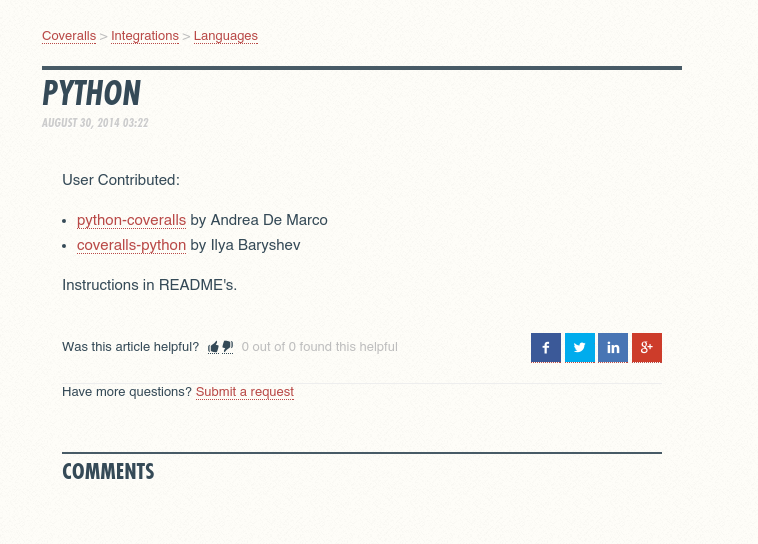 Coveralls > Integrations > Languages
PYTHON
AUGUST 30, 2014 03:22
User Contributed:
• python-coveralls by Andrea De Marco
• coveralls-python by Ilya Baryshev
Instructions in README's.
Was this article helpful? 0 out of 0 found this helpful
Have more questions? Submit a request
COMMENTS